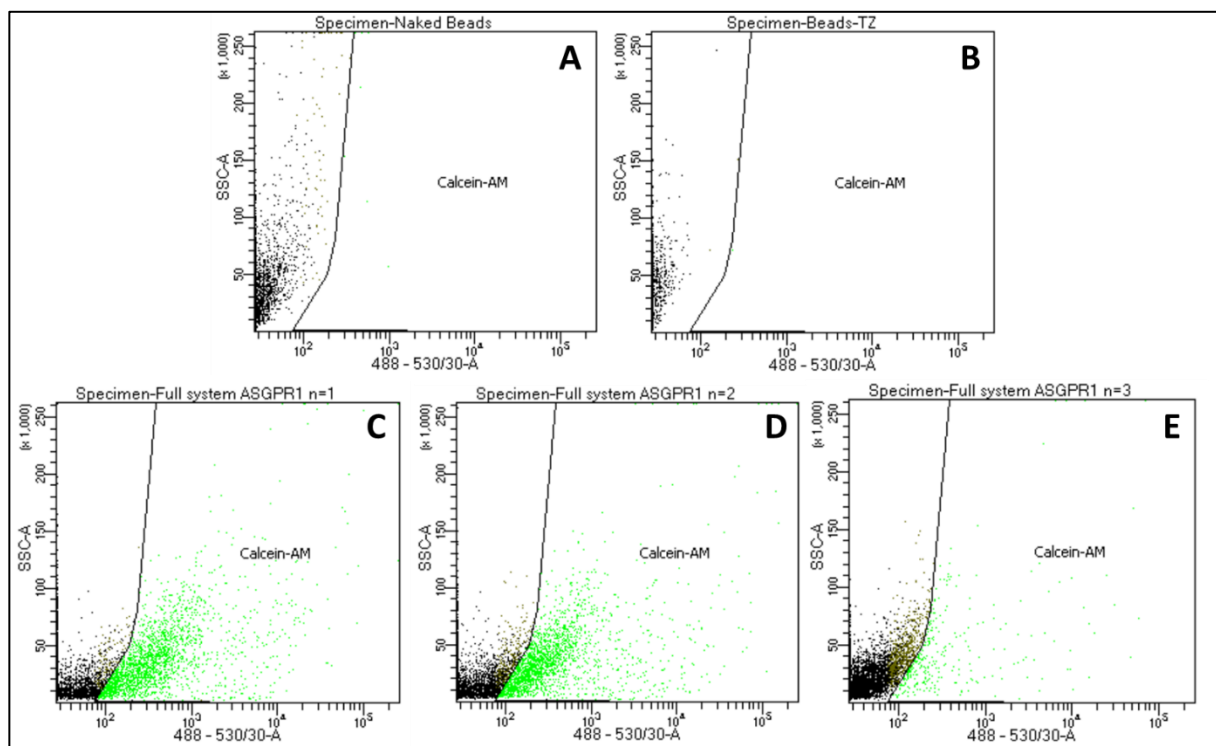 Specimen-Naked Beads
A
SSC-A
(x 1,000)
250
200
150
100
50
Calcein-AM
10² 10³ 10⁴ 10⁵
488 - 530/30-A
Specimen-Beads-TZ
B
SSC-A
(x 1,000)
250
200
150
100
50
Calcein-AM
10² 10³ 10⁴ 10⁵
488 - 530/30-A
Specimen-Full system ASGPR1 n=1
C
SSC-A
(x 1,000)
250
200
150
100
50
Calcein-AM
10² 10³ 10⁴ 10⁵
488 - 530/30-A
Specimen-Full system ASGPR1 n=2
D
SSC-A
(x 1,000)
250
200
150
100
50
Calcein-AM
10² 10³ 10⁴ 10⁵
488 - 530/30-A
Specimen-Full system ASGPR1 n=3
E
SSC-A
(x 1,000)
250
200
150
100
50
Calcein-AM
10² 10³ 10⁴ 10⁵
488 - 530/30-A